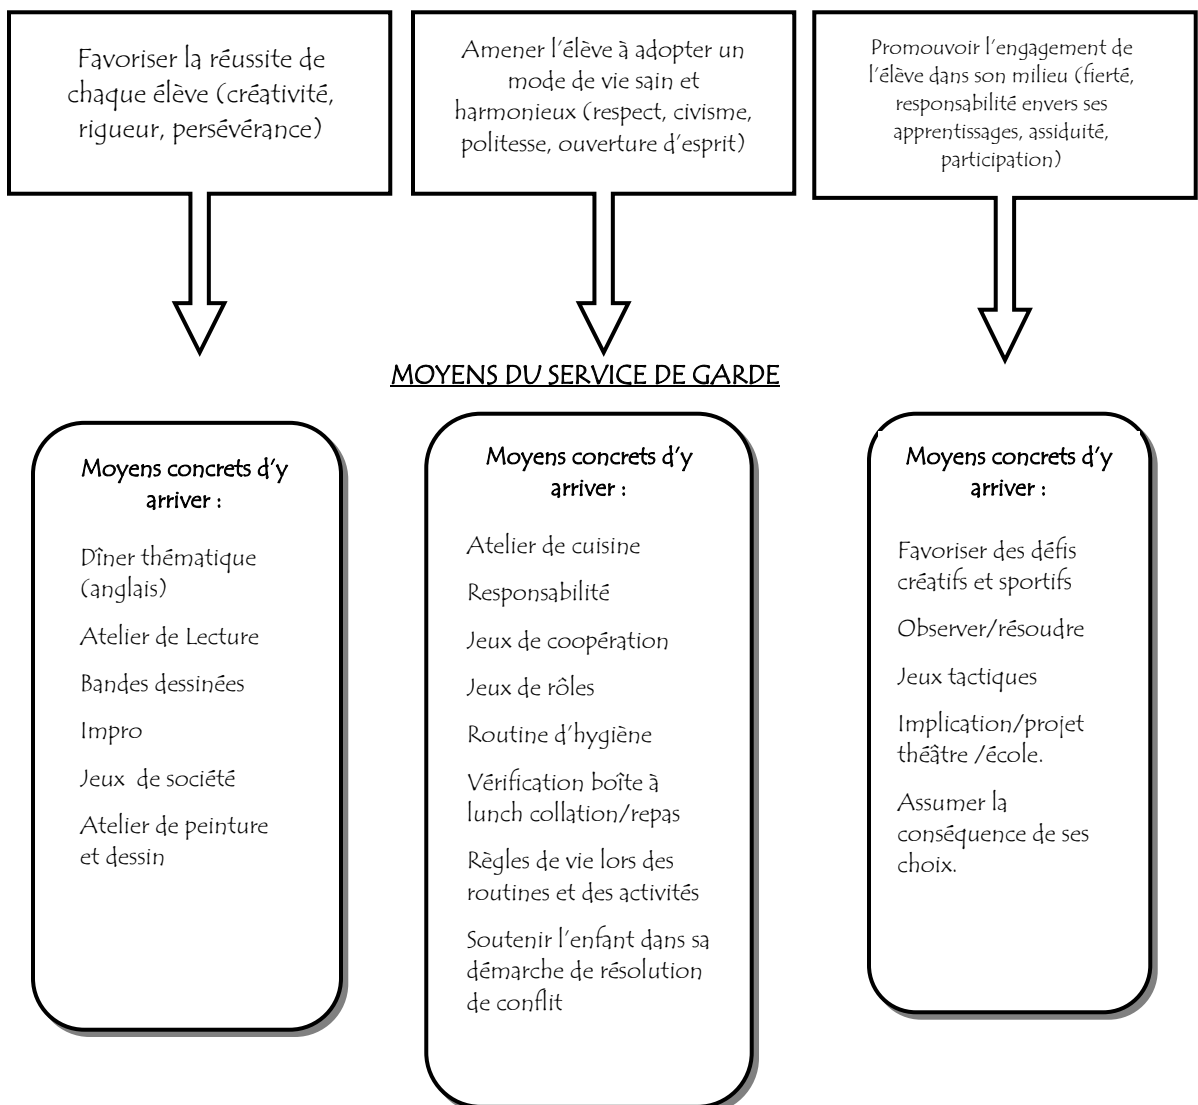 Favoriser la réussite de
chaque élève (créativité,
rigueur, persévérance)
Amener l'élève à adopter un
mode de vie sain et
harmonieux (respect, civisme,
politesse, ouverture d'esprit)
Promouvoir l'engagement de
l'élève dans son milieu (fierté,
responsabilité envers ses
apprentissages, assiduité,
participation)
MOYENS DU SERVICE DE GARDE
Moyens concrets d'y
arriver :
Dîner thématique
(anglais)
Atelier de Lecture
Bandes dessinées
Impro
Jeux de société
Atelier de peinture
et dessin
Moyens concrets d'y
arriver :
Atelier de cuisine
Responsabilité
Jeux de coopération
Jeux de rôles
Routine d'hygiène
Vérification boîte à
lunch collation/repas
Règles de vie lors des
routines et des activités
Soutenir l'enfant dans sa
démarche de résolution
de conflit
Moyens concrets d'y
arriver :
Favoriser des défis
créatifs et sportifs
Observer/résoudre
Jeux tactiques
Implication/projet
théâtre /école.
Assumer la
conséquence de ses
choix.